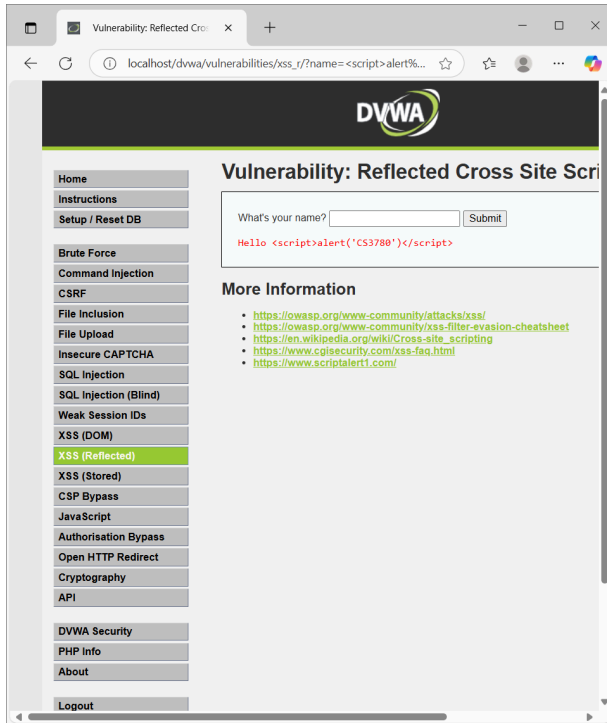 Vulnerability: Reflected Cros
localhost/dvwa/vulnerabilities/xss_r/?name=<script>alert%...
DVWA
Home
Instructions
Setup / Reset DB
Brute Force
Command Injection
CSRF
File Inclusion
File Upload
Insecure CAPTCHA
SQL Injection
SQL Injection (Blind)
Weak Session IDs
XSS (DOM)
XSS (Reflected)
XSS (Stored)
CSP Bypass
JavaScript
Authorisation Bypass
Open HTTP Redirect
Cryptography
API
DVWA Security
PHP Info
About
Logout
Vulnerability: Reflected Cross Site Scri
What's your name? Submit
Hello <script>alert('CS3780')</script>
More Information
https://owasp.org/www-community/attacks/xss/
https://owasp.org/www-community/xss-filter-evasion-cheatsheet
https://en.wikipedia.org/wiki/Cross-site_scripting
https://www.cgisecurity.com/xss-faq.html
https://www.scriptalert1.com/